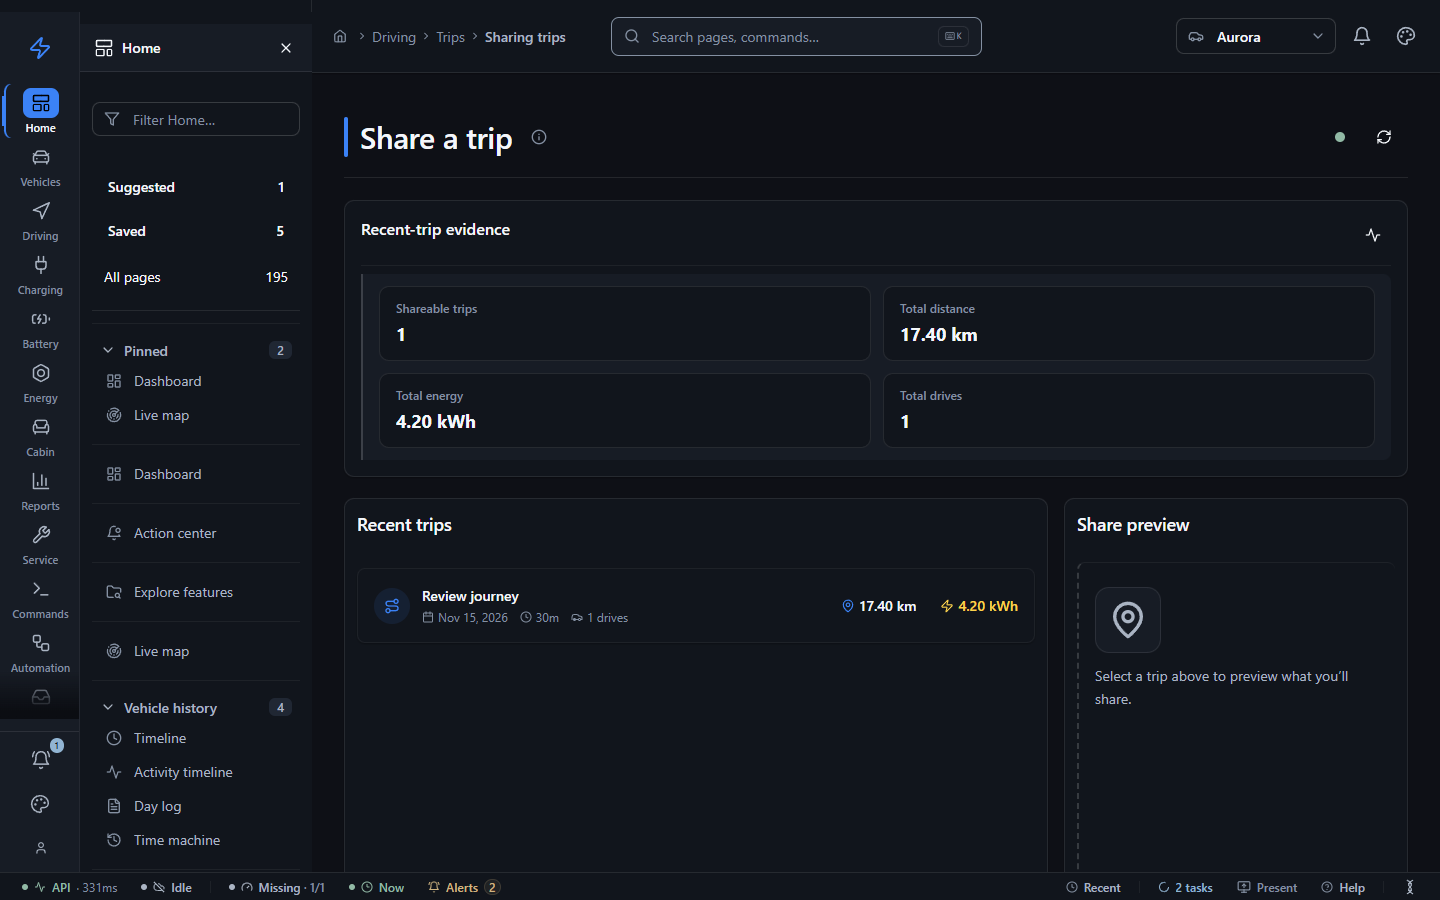 Home
Vehicles
Driving
Charging
Battery
Energy
Cabin
Reports
Service
Commands
Automation
1
Home
Filter Home...
Suggested 1
Saved 5
All pages 195
Pinned 2
Dashboard
Live map
Dashboard
Action center
Explore features
Live map
Vehicle history 4
Timeline
Activity timeline
Day log
Time machine
Driving > Trips > Sharing trips
Search pages, commands... K
Aurora
Share a trip
Recent-trip evidence
Shareable trips
1
Total distance
17.40 km
Total energy
4.20 kWh
Total drives
1
Recent trips
Review journey
Nov 15, 2026 30m 1 drives
17.40 km 4.20 kWh
Share preview
Select a trip above to preview what you'll
share.
API · 331ms Idle Missing · 1/1 Now Alerts 2 Recent 2 tasks Present Help